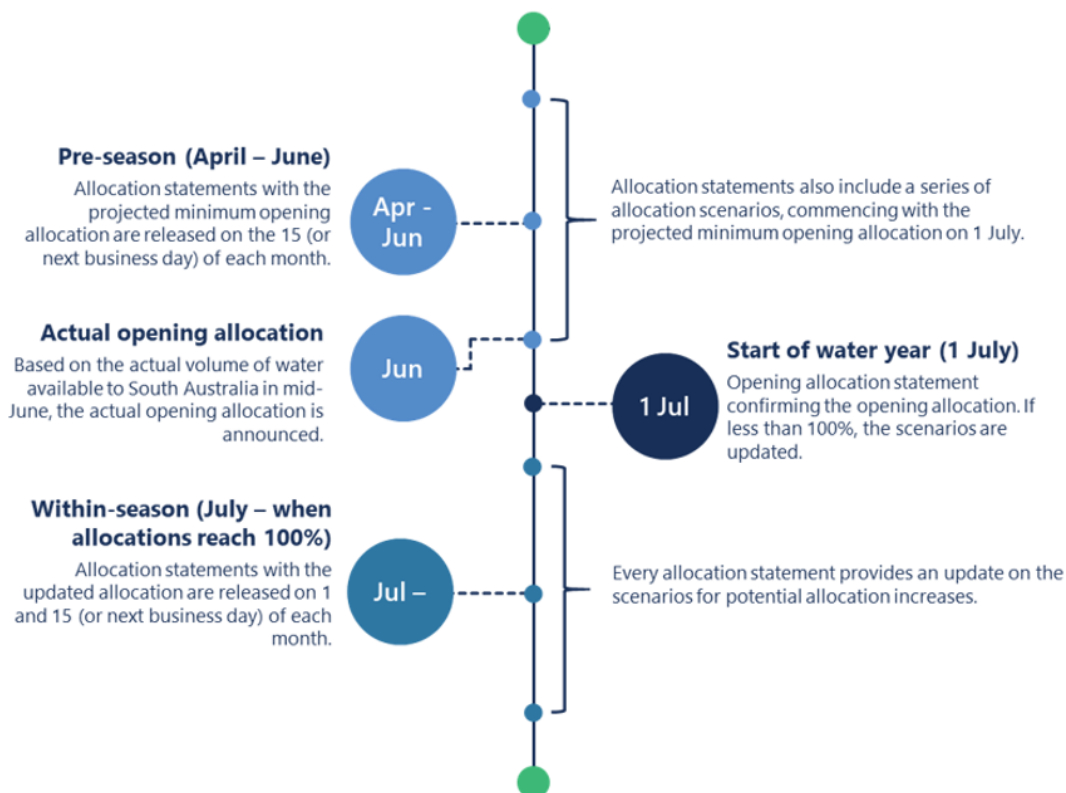 Pre-season (April – June)
Allocation statements with the
projected minimum opening
allocation are released on the 15 (or
next business day) of each month.
Apr -
Jun
Allocation statements also include a series of
allocation scenarios, commencing with the
projected minimum opening allocation on 1 July.
Actual opening allocation
Based on the actual volume of water
available to South Australia in mid-
June, the actual opening allocation is
announced.
Jun
1 Jul
Start of water year (1 July)
Opening allocation statement
confirming the opening allocation. If
less than 100%, the scenarios are
updated.
Within-season (July – when
allocations reach 100%)
Allocation statements with the
updated allocation are released on 1
and 15 (or next business day) of each
month.
Jul –
Every allocation statement provides an update on the
scenarios for potential allocation increases.